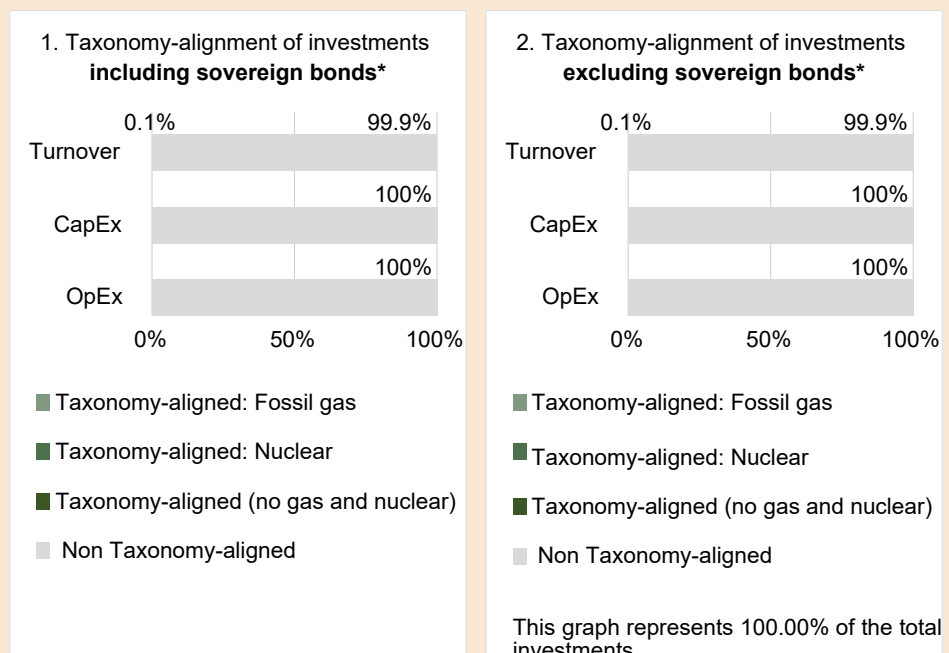 1. Taxonomy-alignment of investments
including sovereign bonds*
0.1% 99.9%
Turnover
100%
CapEx
100%
OpEx
0% 50% 100%
Taxonomy-aligned: Fossil gas
Taxonomy-aligned: Nuclear
Taxonomy-aligned (no gas and nuclear)
Non Taxonomy-aligned
2. Taxonomy-alignment of investments
excluding sovereign bonds*
0.1% 99.9%
Turnover
100%
CapEx
100%
OpEx
0% 50% 100%
Taxonomy-aligned: Fossil gas
Taxonomy-aligned: Nuclear
Taxonomy-aligned (no gas and nuclear)
Non Taxonomy-aligned
This graph represents 100.00% of the total
investments